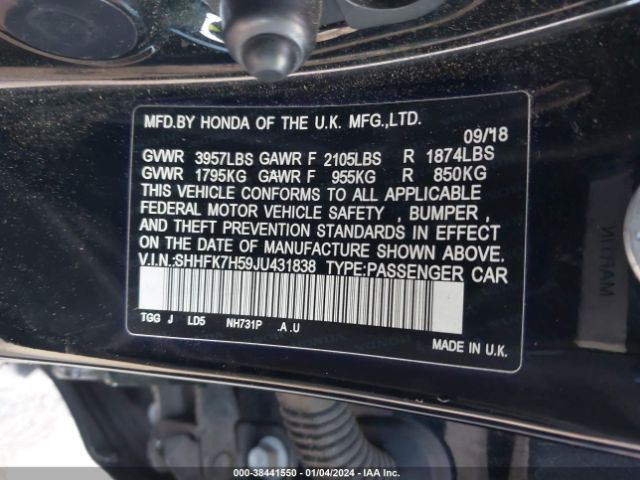 MFD.BY HONDA OF THE U.K. MFG.,LTD.
09/18
GVWR 3957LBS GAWR F 2105LBS R 1874LBS
GVWR 1795KG GAWR F 955KG R 850KG
THIS VEHICLE CONFORMS TO ALL APPLICABLE
FEDERAL MOTOR VEHICLE SAFETY , BUMPER ,
AND THEFT PREVENTION STANDARDS IN EFFECT
ON THE DATE OF MANUFACTURE SHOWN ABOVE.
V.I.N.:SHHFK7H59JU431838 TYPE:PASSENGER CAR
TGG J LD5 NH731P .A .U
MADE IN U.K.
000-38441550 - 01/04/2024 - IAA Inc.